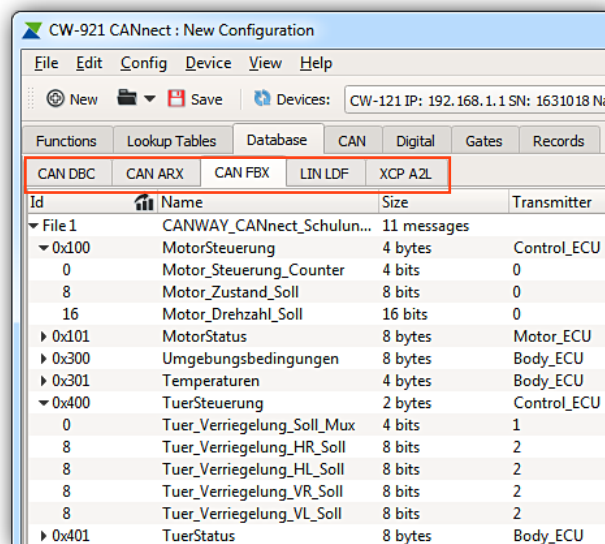 CW-921 CANnect : New Configuration
File Edit Config Device View Help
New Save Devices: CW-121 IP: 192.168.1.1 SN: 1631018 Na
Functions Lookup Tables Database CAN Digital Gates Records
CAN DBC CAN ARX CAN FBX LIN LDF XCP A2L
Id Name Size Transmitter
File 1 CANWAY_CANnect_Schulun... 11 messages
0x100 MotorSteuerung 4 bytes Control_ECU
0 Motor_Steuerung_Counter 4 bits 0
8 Motor_Zustand_Soll 8 bits 0
16 Motor_Drehzahl_Soll 16 bits 0
0x101 MotorStatus 8 bytes Motor_ECU
0x300 Umgebungsbedingungen 8 bytes Body_ECU
0x301 Temperaturen 4 bytes Body_ECU
0x400 TuerSteuerung 2 bytes Control_ECU
0 Tuer_Verriegelung_Soll_Mux 4 bits 1
8 Tuer_Verriegelung_HR_Soll 8 bits 2
8 Tuer_Verriegelung_HL_Soll 8 bits 2
8 Tuer_Verriegelung_VR_Soll 8 bits 2
8 Tuer_Verriegelung_VL_Soll 8 bits 2
0x401 TuerStatus 8 bytes Body_ECU